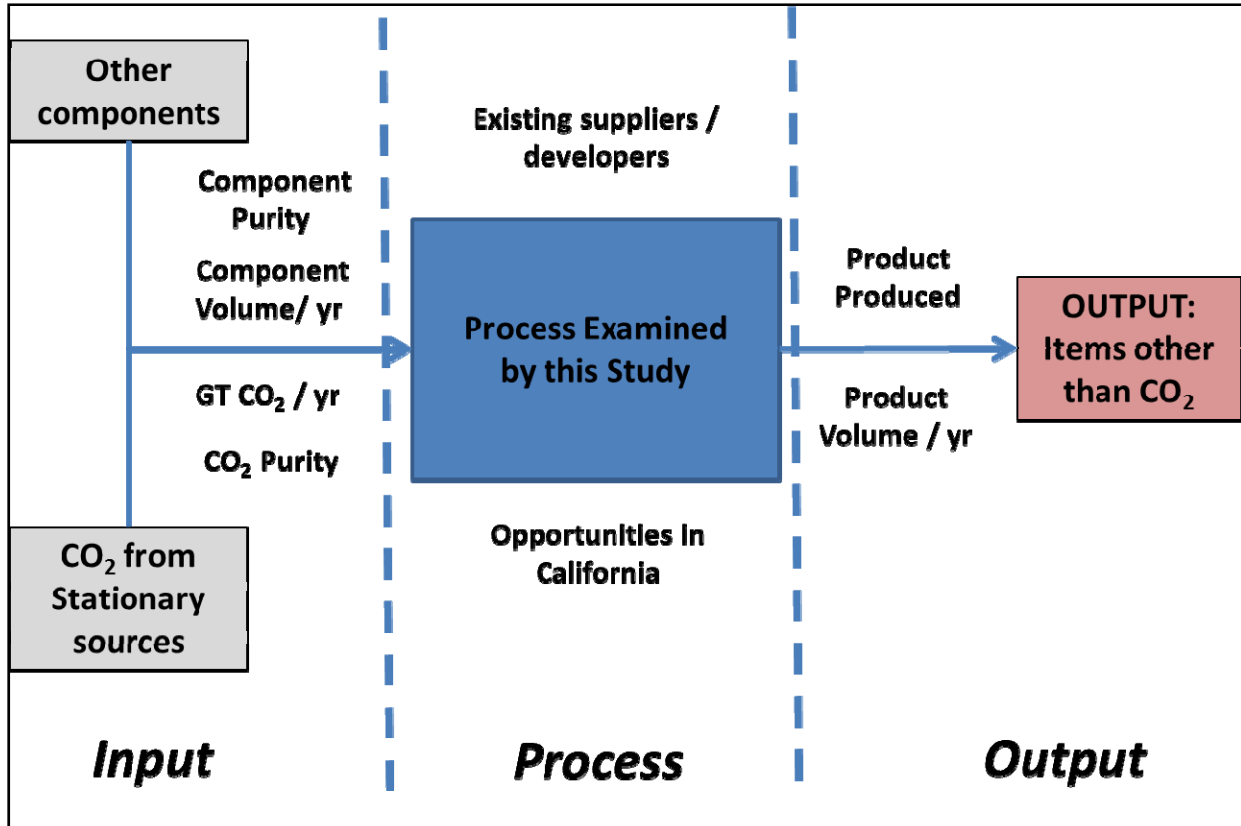 Other
components
Component
Purity
Component
Volume/ yr
GT CO₂ / yr
CO₂ Purity
CO₂ from
Stationary
sources
Input
Existing suppliers /
developers
Process Examined
by this Study
Opportunities in
California
Process
Product
Produced
Product
Volume / yr
OUTPUT:
Items other
than CO₂
Output